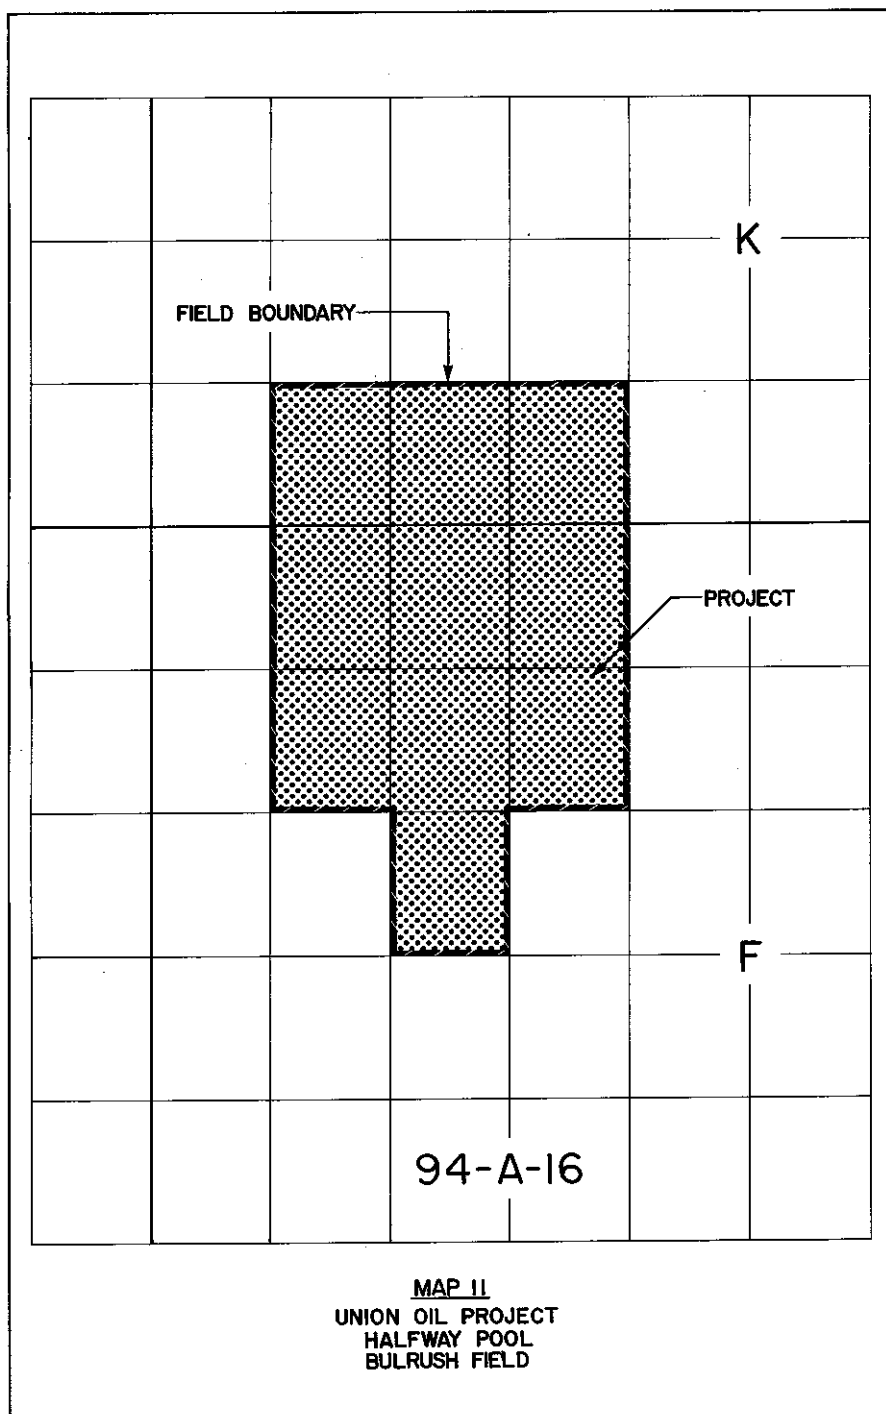 K
FIELD BOUNDARY
PROJECT
F
94-A-16
MAP 11
UNION OIL PROJECT
HALFWAY POOL
BULRUSH FIELD